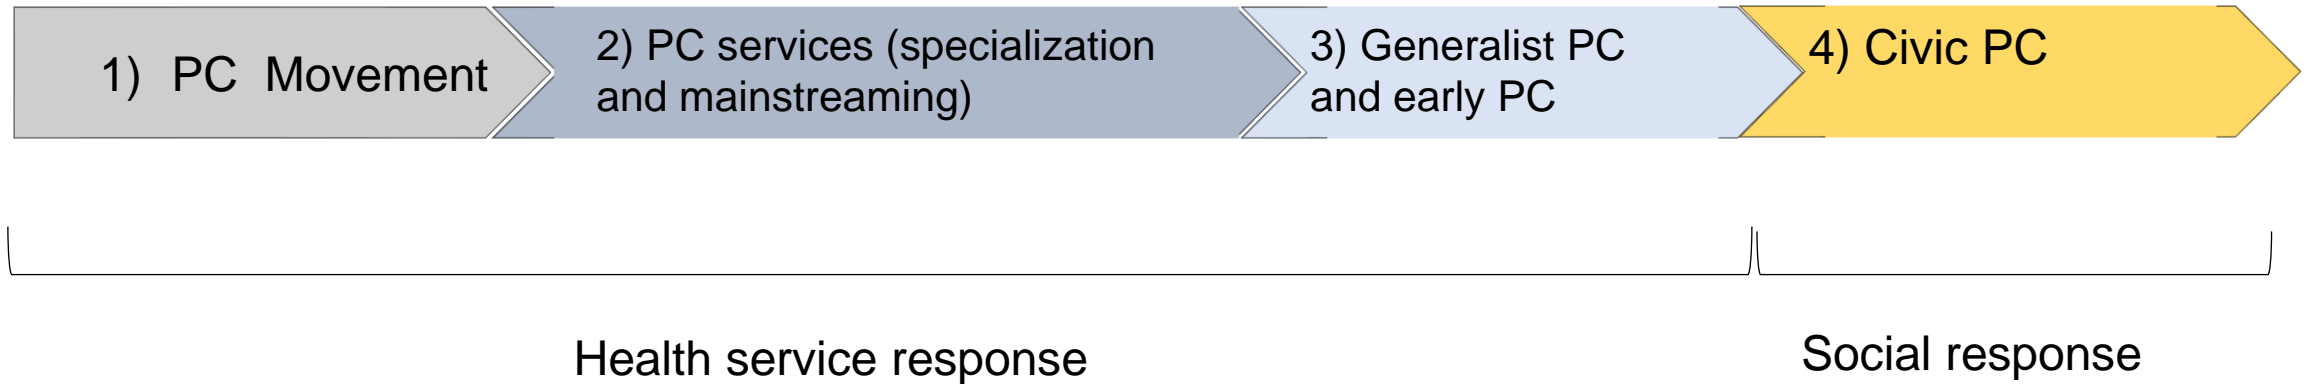 1) PC Movement
2) PC services (specialization
and mainstreaming)
3) Generalist PC
and early PC
4) Civic PC
Health service response
Social response